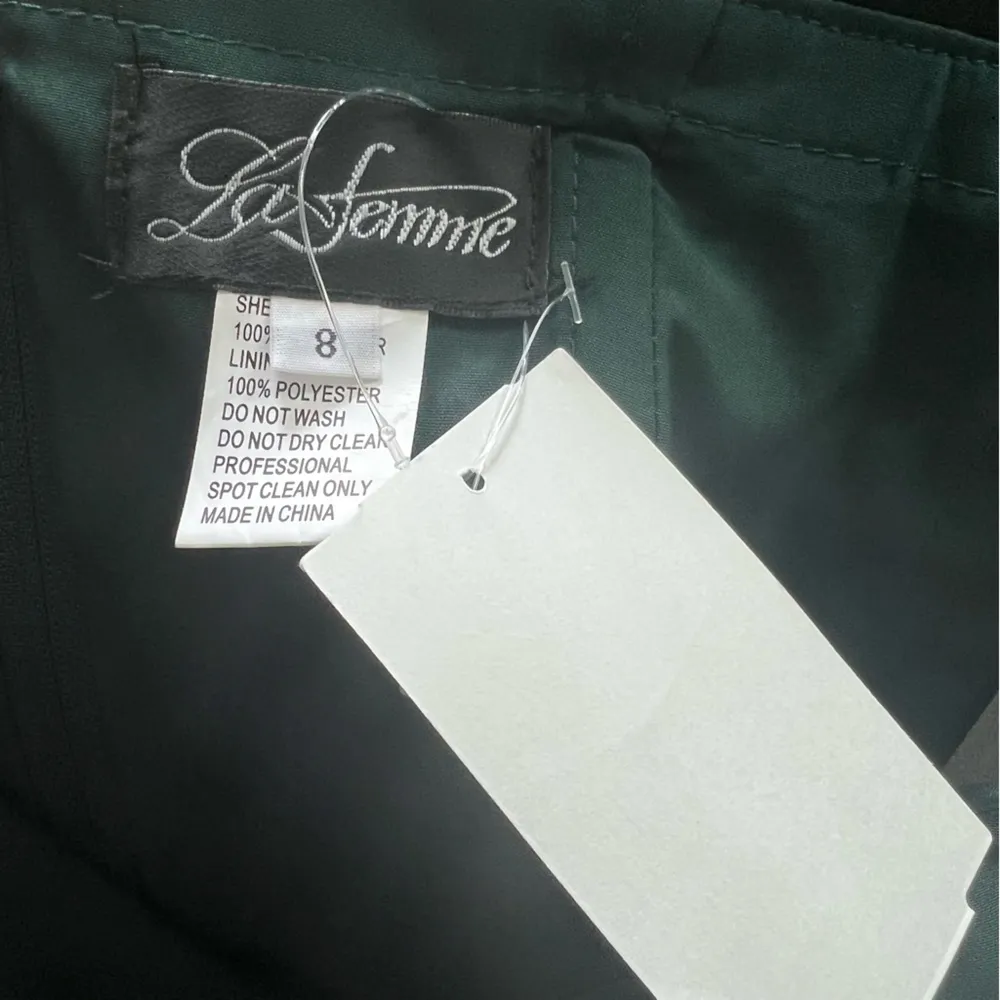 La Femme
8
SHE
100% R
LININ
100% POLYESTER
DO NOT WASH
DO NOT DRY CLEAN
PROFESSIONAL
SPOT CLEAN ONLY
MADE IN CHINA